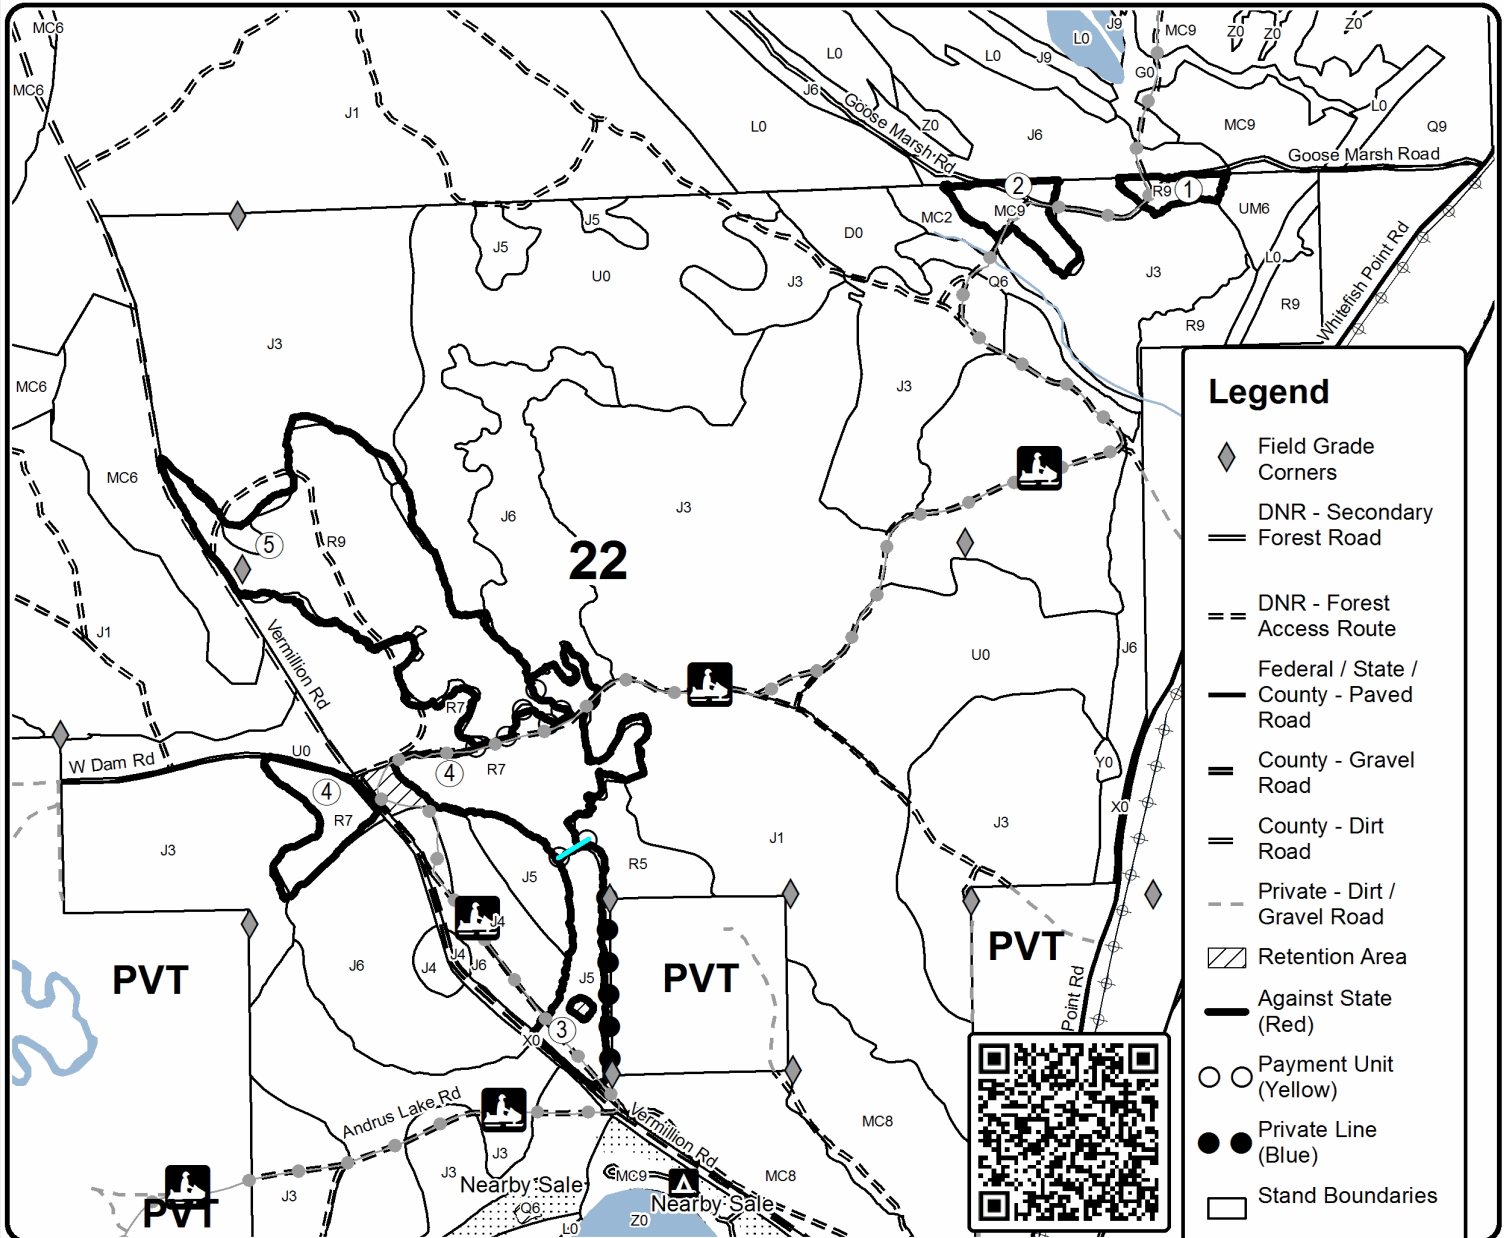 MC6
J9
L0
MC9
Z0
Z0
Z0
L0
L0
J9
G0
MC6
J6
L0
J1
Goose Marsh Rd
L0
Z0
J6
MC9
Q9
Goose Marsh Road
2
R9
1
MC9
MC2
UM6
J5
J5
D0
U0
J3
Q6
J3
L0
R9
R9
Whitefish Point Rd
J3
MC6
J3
MC6
J6
J3
5
R9
22
J1
Vermillion Rd
U0
J6
R7
W Dam Rd
U0
4
R7
4
R7
Y0
X0
J3
J1
J3
J5
R5
J4
PVT
J6
J4
J4
J6
J5
PVT
PVT
Point Rd
X0
3
Andrus Lake Rd
Vermillion Rd
MC8
J3
J3
J3
MC9
MC8
Nearby Sale
Nearby Sale
PVT
Q6
L0
Z0
Legend
Field Grade
Corners
DNR - Secondary
Forest Road
DNR - Forest
Access Route
Federal / State /
County - Paved
Road
County - Gravel
Road
County - Dirt
Road
Private - Dirt /
Gravel Road
Retention Area
Against State
(Red)
Payment Unit
(Yellow)
Private Line
(Blue)
Stand Boundaries